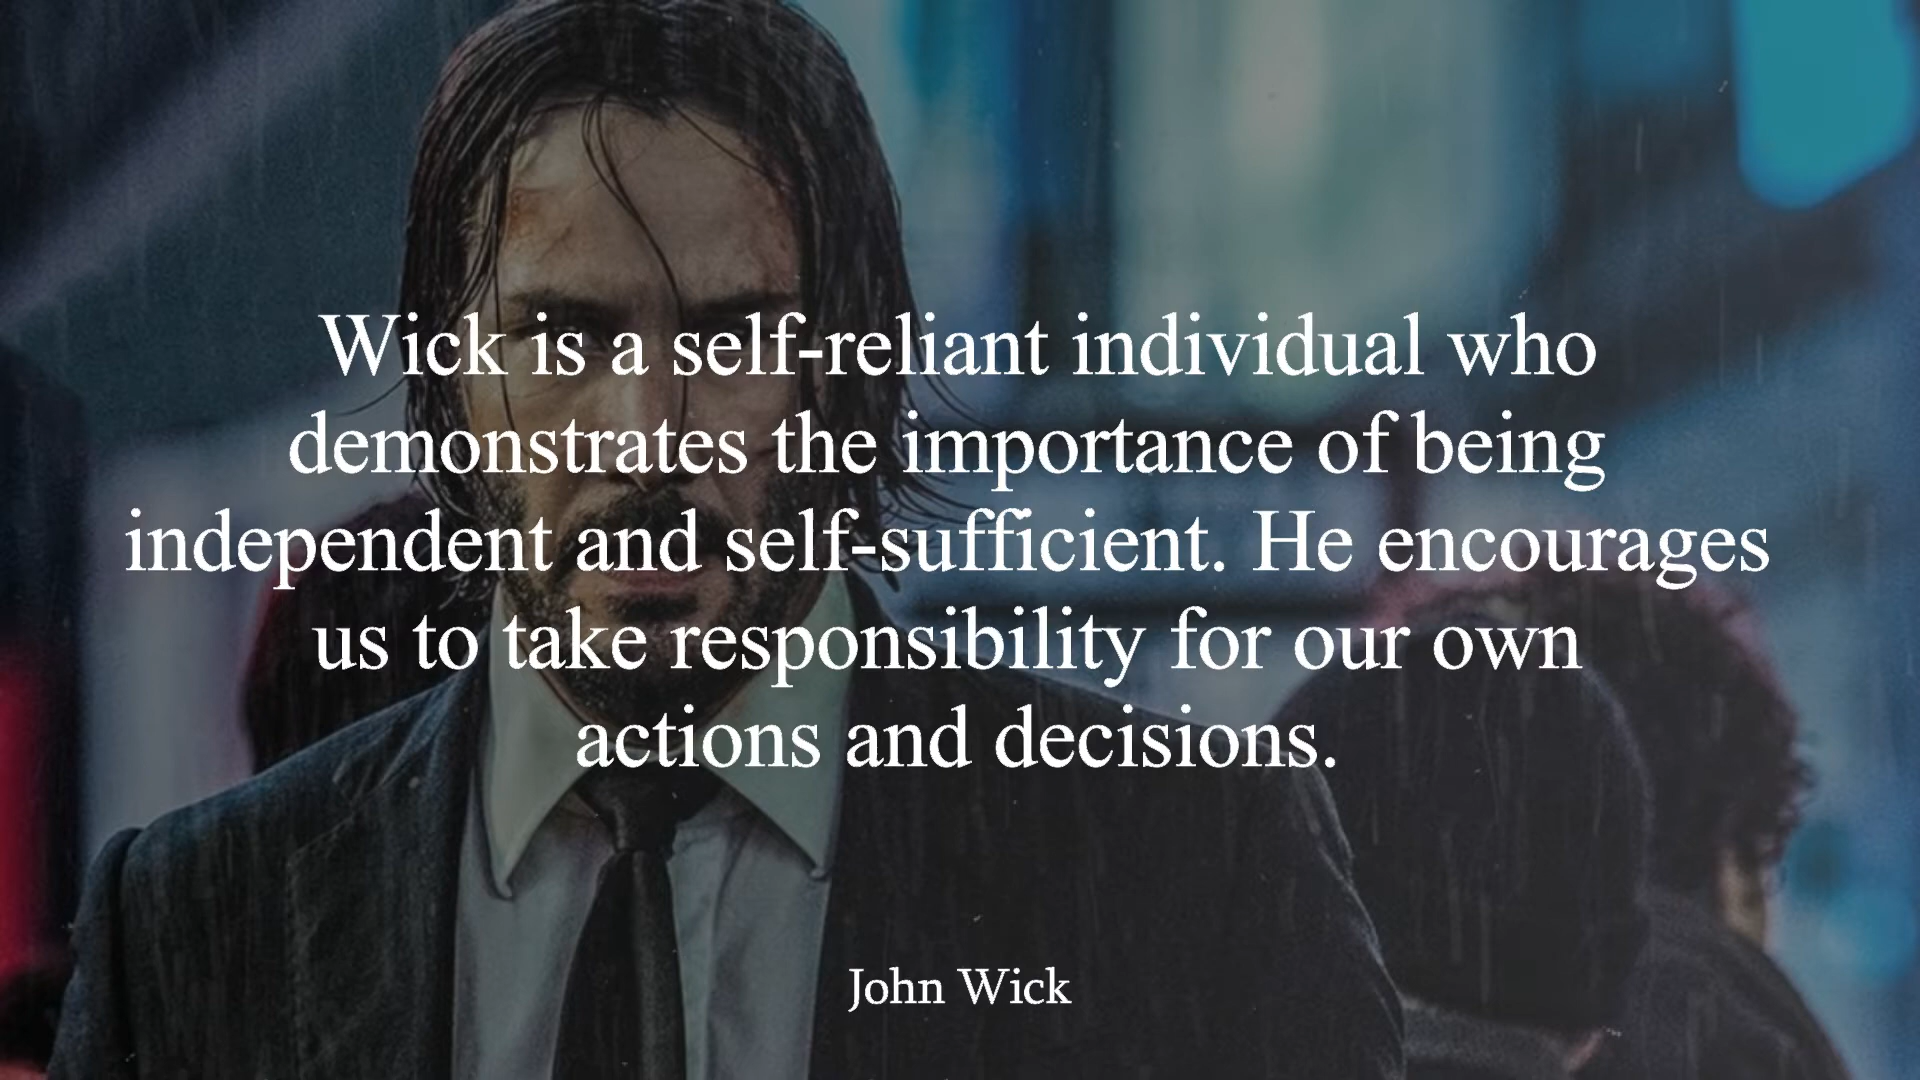 Wick is a self-reliant individual who
demonstrates the importance of being
independent and self-sufficient. He encourages
us to take responsibility for our own
actions and decisions.
John Wick